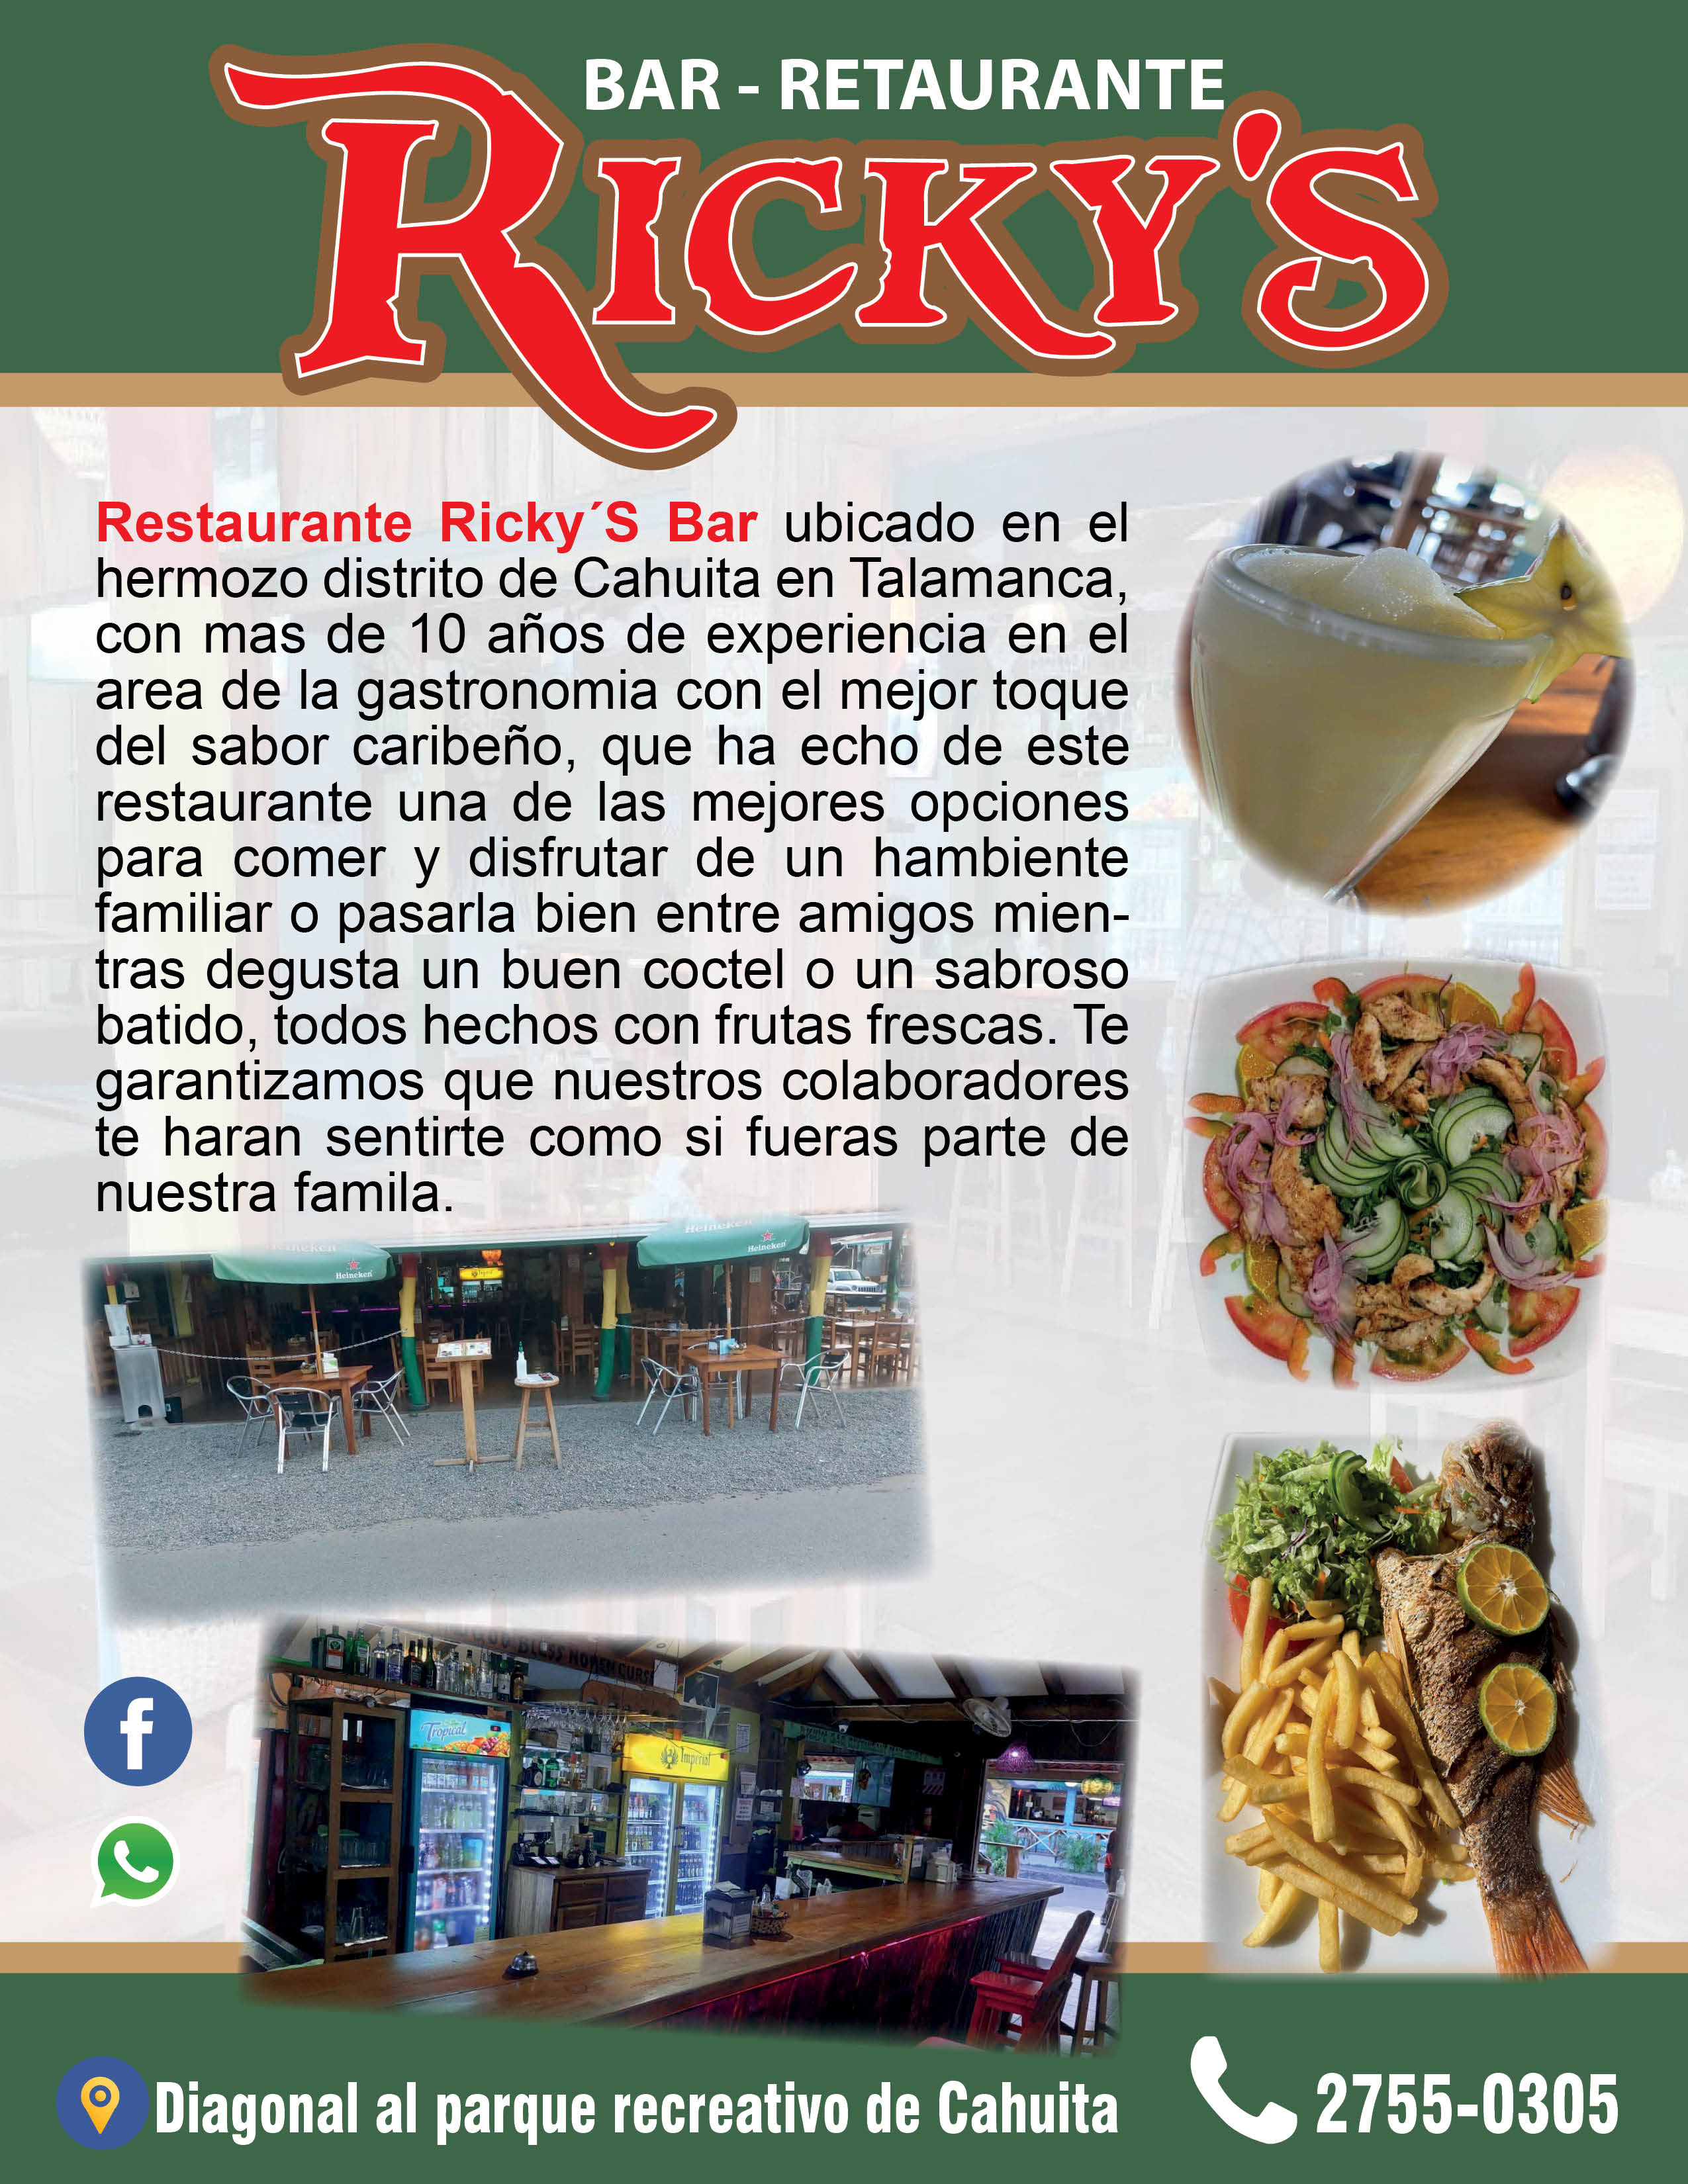 BAR - RETAURANTE
RICKY'S
Restaurante Ricky´S Bar ubicado en el
hermozo distrito de Cahuita en Talamanca,
con mas de 10 años de experiencia en el
area de la gastronomia con el mejor toque
del sabor caribeño, que ha echo de este
restaurante una de las mejores opciones
para comer y disfrutar de un hambiente
familiar o pasarla bien entre amigos mien-
tras degusta un buen coctel o un sabroso
batido, todos hechos con frutas frescas. Te
garantizamos que nuestros colaboradores
te haran sentirte como si fueras parte de
nuestra famila.
Heineken
Heineken
Heineken
Heineken
Tropical
Imperial
Diagonal al parque recreativo de Cahuita
2755-0305